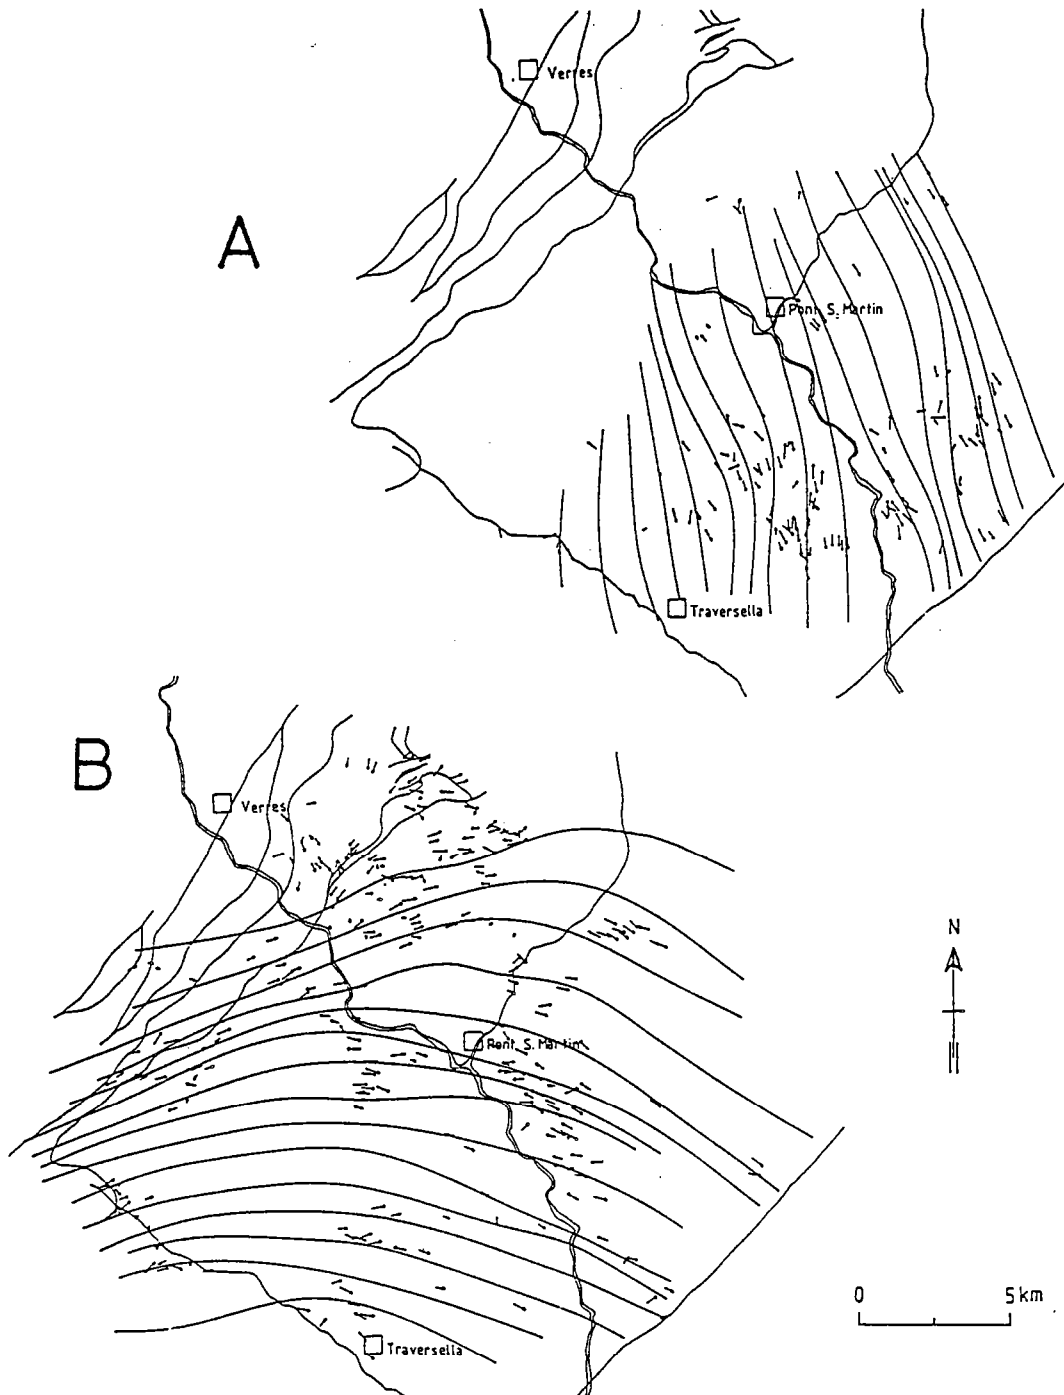 Verres
A
Pont S. Martin
Traversella
B
Verres
N
Pont S. Martin
0 5 km
Traversella